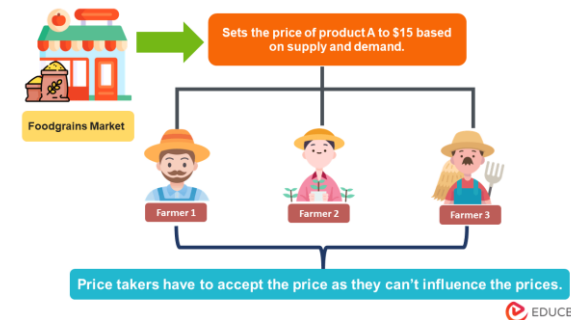 Sets the price of product A to $15 based
on supply and demand.
Foodgrains Market
Farmer 1
Farmer 2
Farmer 3
Price takers have to accept the price as they can't influence the prices.
EDUCB